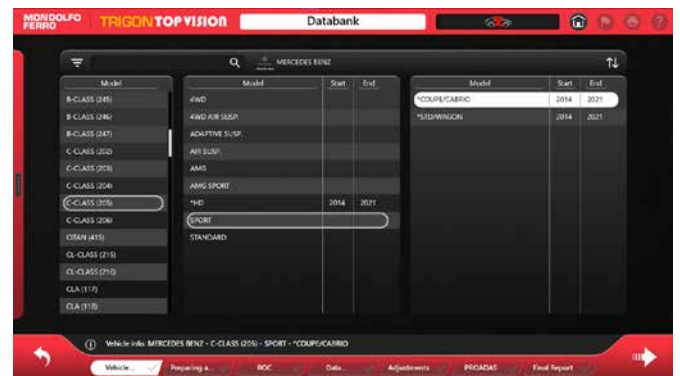 MONDOLFO FERRO TRIGON TOPVISION Databank
MERCEDES BENZ
Model Model Start End Model Start End
B-CLASS (245) 4WD *COUPE/CABRIO 2014 2021
B-CLASS (246) 4WD AIR SUSP. *STD/WAGON 2014 2021
B-CLASS (247) ADAPTIVE SUSP.
C-CLASS (202) AIR SUSP.
C-CLASS (203) AMG
C-CLASS (204) AMG SPORT
C-CLASS (205) *HD 2014 2021
C-CLASS (206) SPORT
CITAN (415) STANDARD
CL-CLASS (215)
CL-CLASS (216)
CLA (117)
CLA (118)
Vehicle info: MERCEDES BENZ - C-CLASS (205) - SPORT - *COUPE/CABRIO
Vehicle... Preparing a... ROC Data... Adjustments PROADAS Final Report